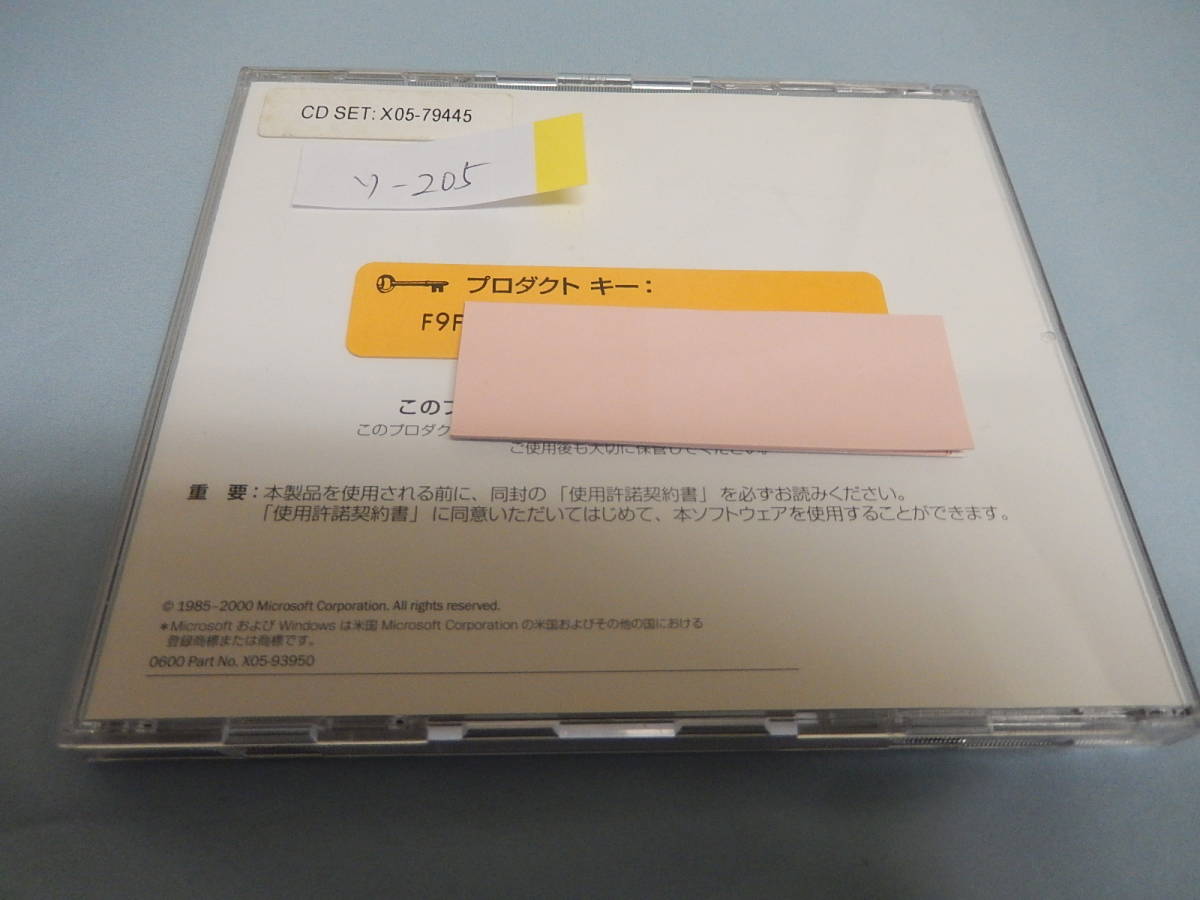 CD SET: X05-79445
ソ-205
プロダクト キー：
F9F
このプ
このプロダク
ご使用後も大切に保管してください。
重 要：本製品を使用される前に、同封の「使用許諾契約書」を必ずお読みください。
「使用許諾契約書」に同意いただいてはじめて、本ソフトウェアを使用することができます。
© 1985–2000 Microsoft Corporation. All rights reserved.
＊Microsoft および Windows は米国 Microsoft Corporation の米国およびその他の国における
登録商標または商標です。
0600 Part No. X05-93950